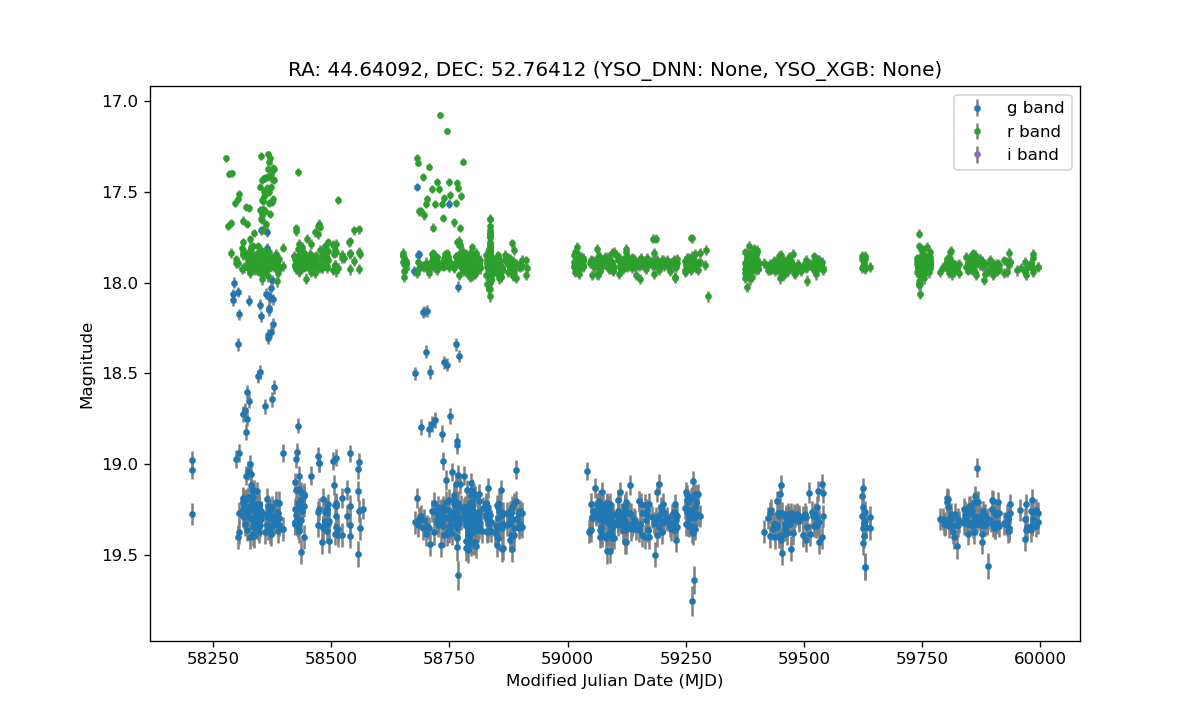 RA: 44.64092, DEC: 52.76412 (YSO_DNN: None, YSO_XGB: None)
g band
r band
i band
17.0
17.5
18.0
18.5
19.0
19.5
Magnitude
58250 58500 58750 59000 59250 59500 59750 60000
Modified Julian Date (MJD)